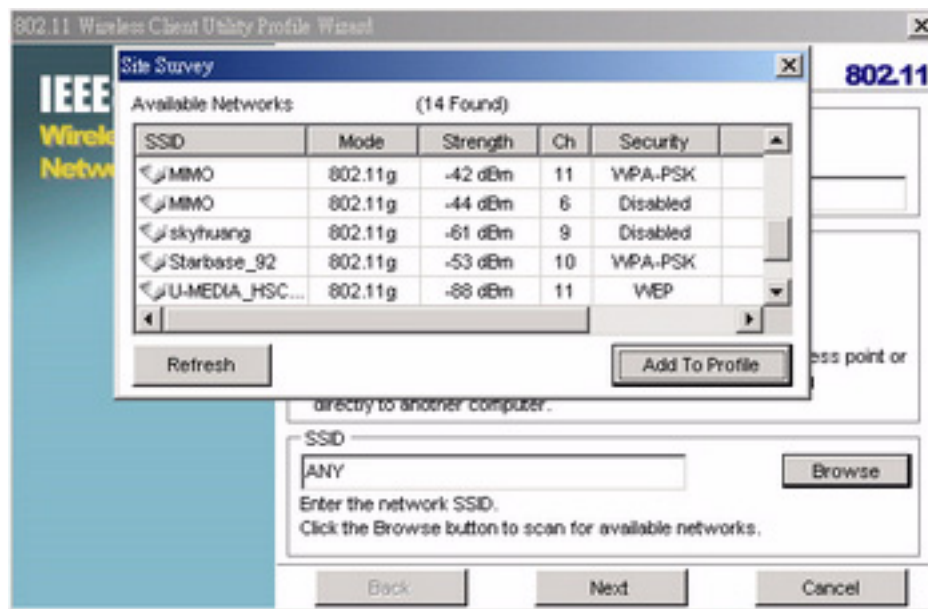 802.11 Wireless Client Utility Profile Wizard
Site Survey
IEEE
802.11
Wirele
Netw
Available Networks (14 Found)
SSID Mode Strength Ch Security
MIMO 802.11g -42 dBm 11 WPA-PSK
MIMO 802.11g -44 dBm 6 Disabled
skyhuang 802.11g -61 dBm 9 Disabled
Starbase_92 802.11g -53 dBm 10 WPA-PSK
U-MEDIA_HSC... 802.11g -88 dBm 11 WEP
Refresh Add To Profile
ess point or
directly to another computer.
SSID
ANY Browse
Enter the network SSID.
Click the Browse button to scan for available networks.
Back Next Cancel